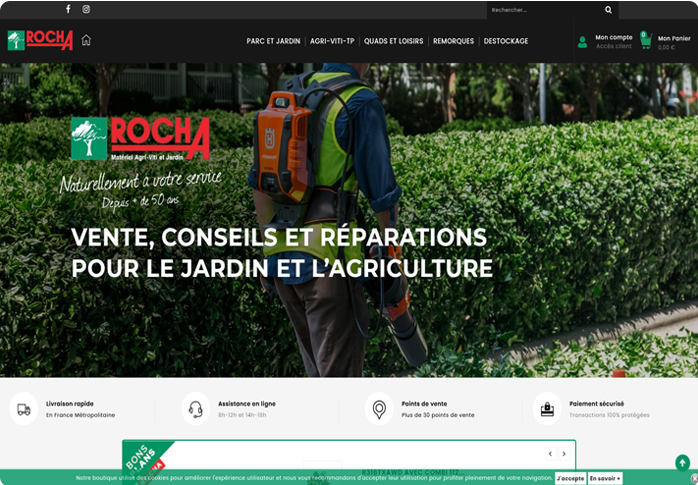 Rechercher...
ROCHA
PARC ET JARDIN
AGRI-VITI-TP
QUADS ET LOISIRS
REMORQUES
DESTOCKAGE
Mon compte
Accès client
0
Mon Panier
0,00 €
ROCHA
Matériel Agri-Viti et Jardin
Naturellement a votre service
Depuis + de 50 ans
VENTE, CONSEILS ET RÉPARATIONS
POUR LE JARDIN ET L'AGRICULTURE
Livraison rapide
En France Métropolitaine
Assistance en ligne
8h-12h et 14h-18h
Points de vente
Plus de 30 points de vente
Paiement sécurisé
Transactions 100% protégées
BONS
PLANS
B316TXAWD AVEC COMBI 112...
Notre boutique utilise des cookies pour améliorer l'expérience utilisateur et nous vous recommandons d'accepter leur utilisation pour profiter pleinement de votre navigation.
J'accepte
En savoir +